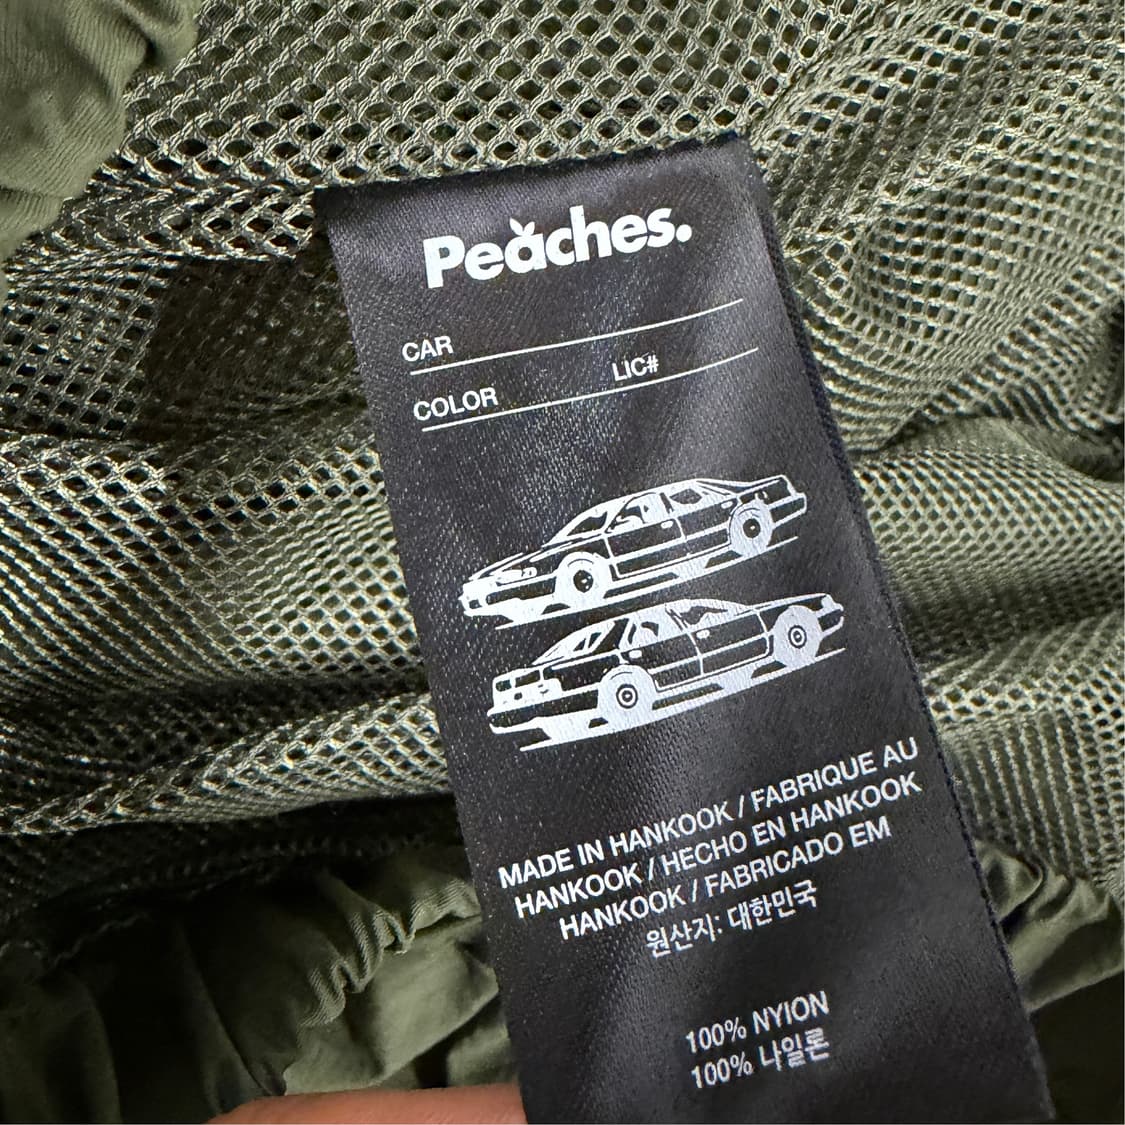 Peaches.
CAR
COLOR LIC#
MADE IN HANKOOK / FABRIQUE AU
HANKOOK / HECHO EN HANKOOK
HANKOOK / FABRICADO EM
원산지: 대한민국
100% NYION
100% 나일론